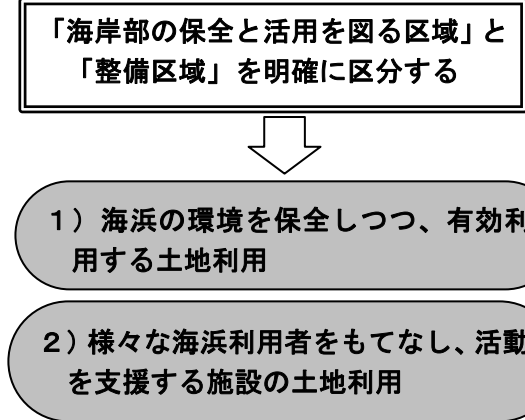 「海岸部の保全と活用を図る区域」と
「整備区域」を明確に区分する
１）海浜の環境を保全しつつ、有効利
用する土地利用
２）様々な海浜利用者をもてなし、活動
を支援する施設の土地利用